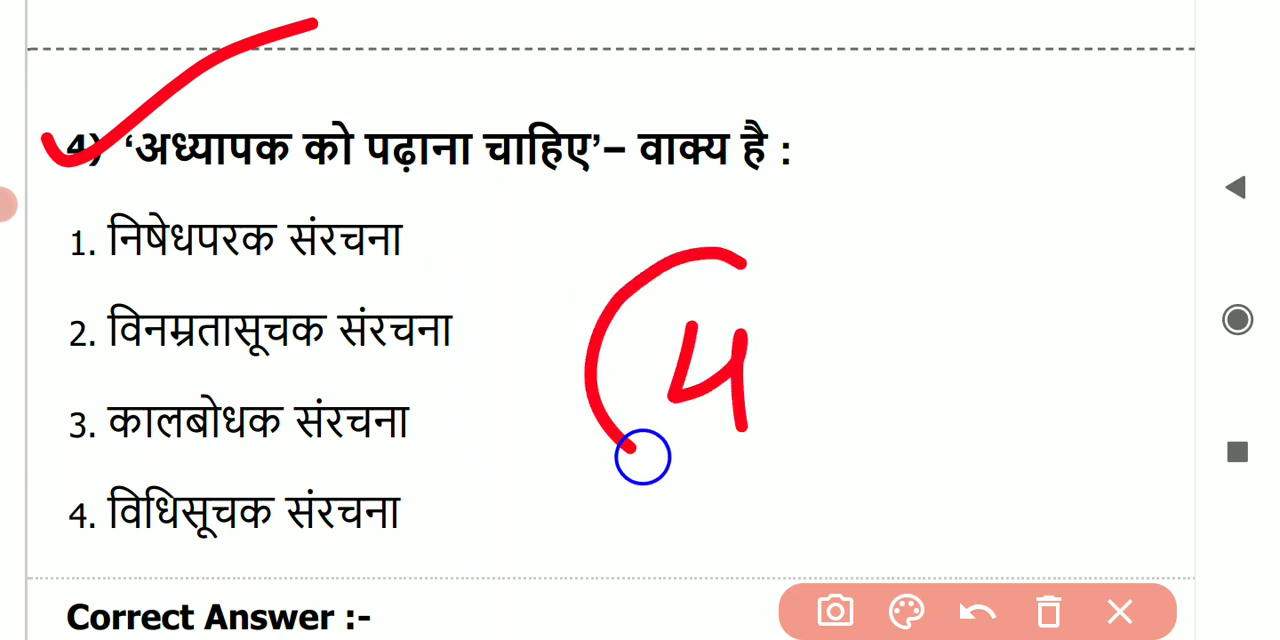 4) ‘अध्यापक को पढ़ाना चाहिए’– वाक्य है :
1. निषेधपरक संरचना
2. विनम्रतासूचक संरचना
4
3. कालबोधक संरचना
4. विधिसूचक संरचना
Correct Answer :-